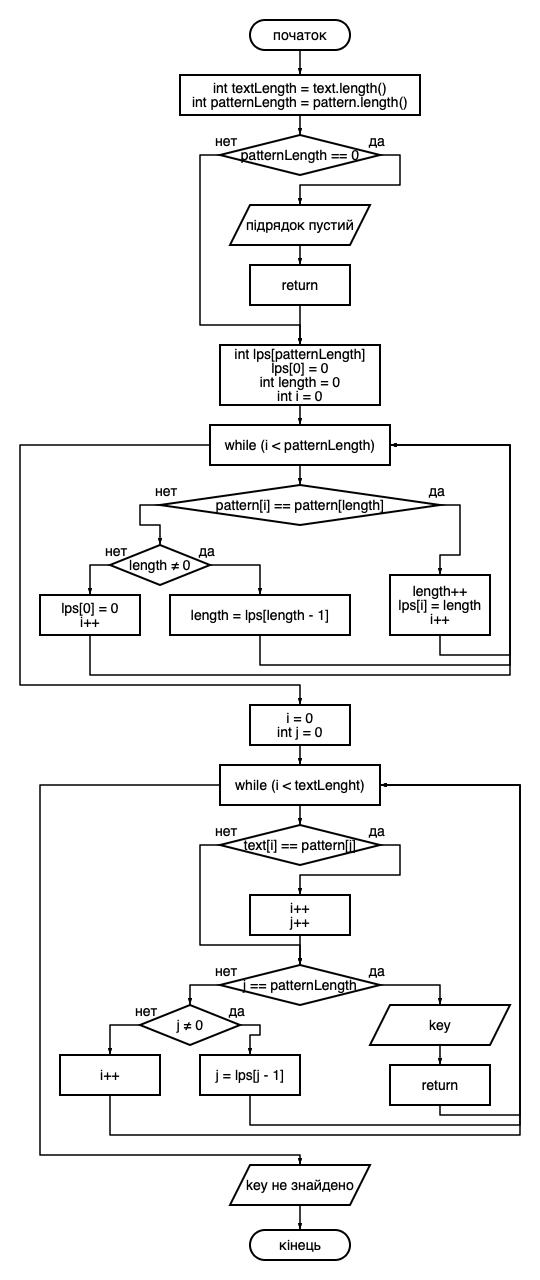 початок
int textLength = text.length()
int patternLength = pattern.length()
нет
да
patternLength == 0
підрядок пустий
return
int lps[patternLength]
lps[0] = 0
int length = 0
int i = 0
while (i < patternLength)
нет
да
pattern[i] == pattern[length]
нет
да
length ≠ 0
lps[0] = 0
i++
length = lps[length - 1]
length++
lps[i] = length
i++
i = 0
int j = 0
while (i < textLenght)
нет
да
text[i] == pattern[j]
i++
j++
нет
да
j == patternLength
нет
да
j ≠ 0
key
i++
j = lps[j - 1]
return
key не знайдено
кінець